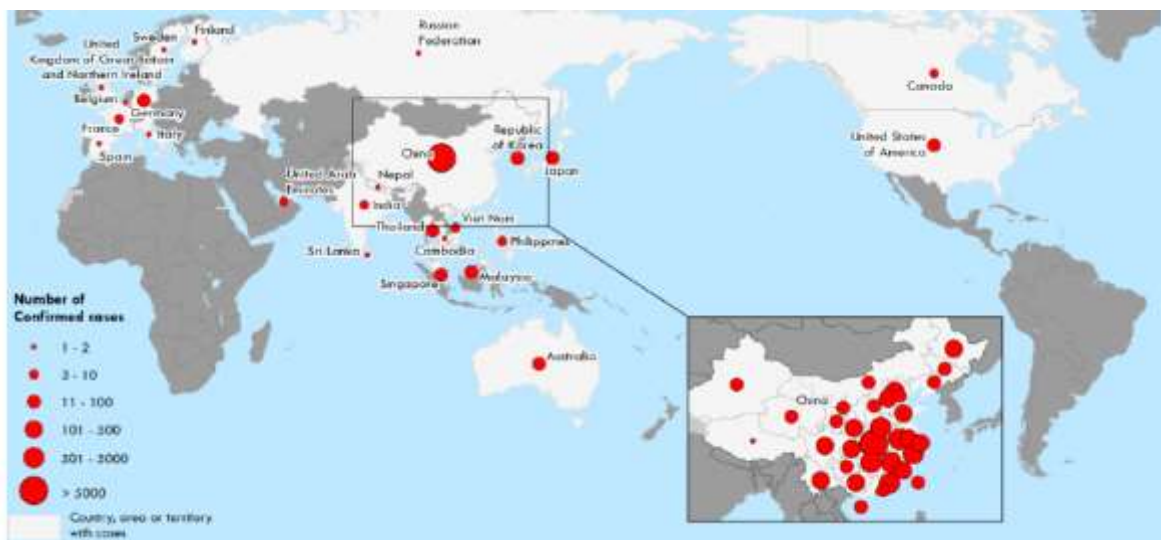 Finland
Sweden
United
Kingdom of Great Britain
and Northern Ireland
Belgium
Germany
France
Italy
Spain
Russian
Federation
Canada
United States
of America
Republic
of Korea
Japan
China
Nepal
United Arab
Emirates
India
Thailand
Viet Nam
Cambodia
Philippines
Sri Lanka
Singapore
Malaysia
Australia
China
Number of
Confirmed cases
1 - 2
3 - 10
11 - 100
101 - 500
> 5000
Country, area or territory
with cases